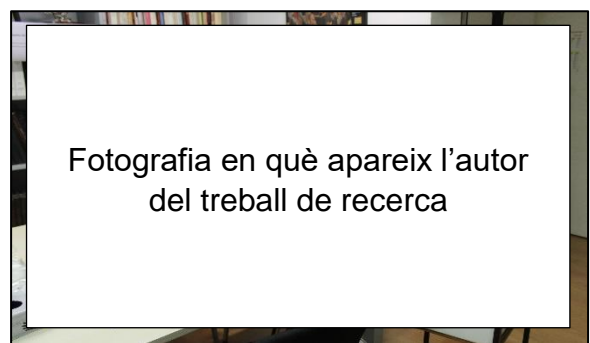 Fotografia en què apareix l’autor
del treball de recerca